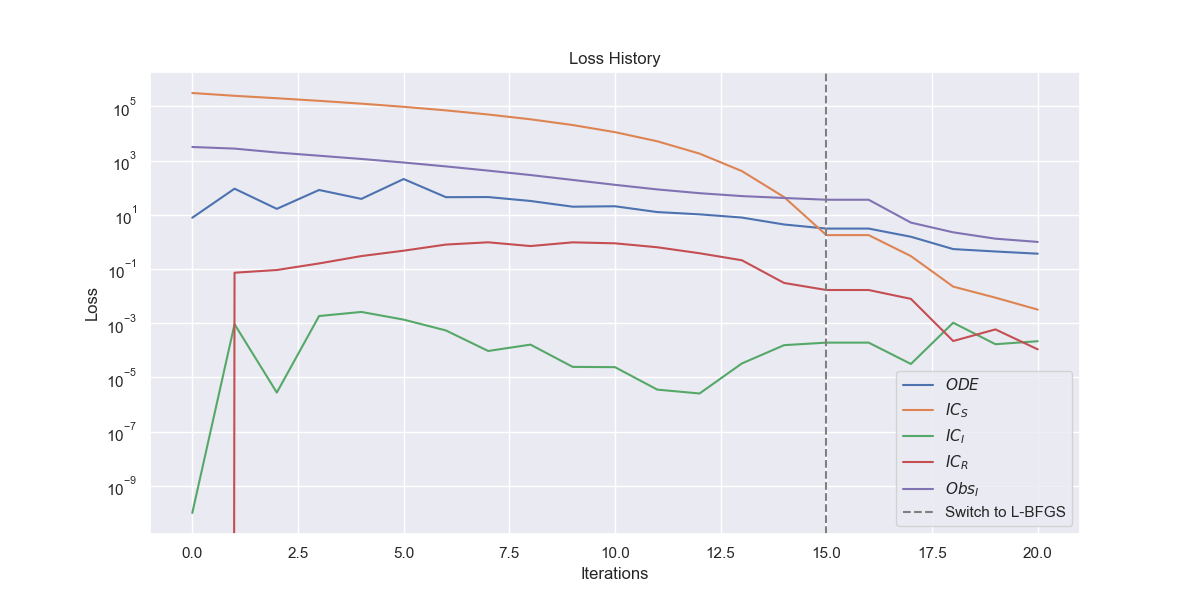 Loss History
Loss
10^5
10^3
10^1
10^−1
10^−3
10^−5
10^−7
10^−9
0.0 2.5 5.0 7.5 10.0 12.5 15.0 17.5 20.0
Iterations
ODE
IC_S
IC_I
IC_R
Obs_I
Switch to L-BFGS